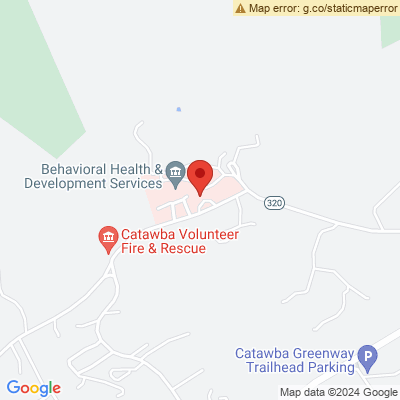 Map error: g.co/staticmaperror
Behavioral Health &
Development Services
320
Catawba Volunteer
Fire & Rescue
Catawba Greenway
Trailhead Parking
P
Google
Map data ©2024 Google